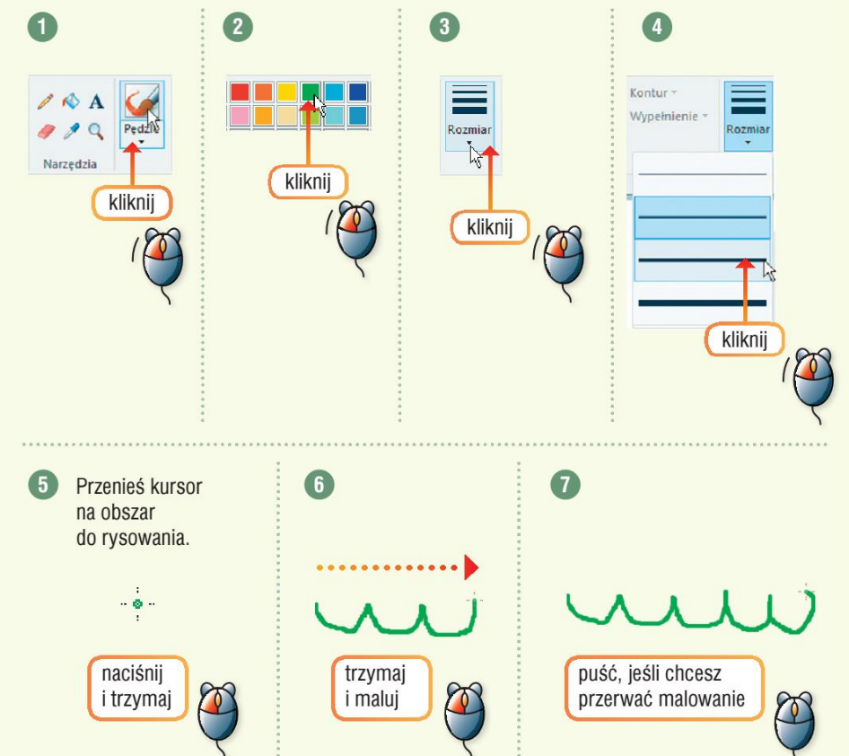 1
2
3
4
A
Pędzle
Narzędzia
kliknij
kliknij
Rozmiar
kliknij
Kontur
Wypełnienie
Rozmiar
kliknij
5
Przenieś kursor
na obszar
do rysowania.
naciśnij
i trzymaj
6
trzymaj
i maluj
7
puść, jeśli chcesz
przerwać malowanie